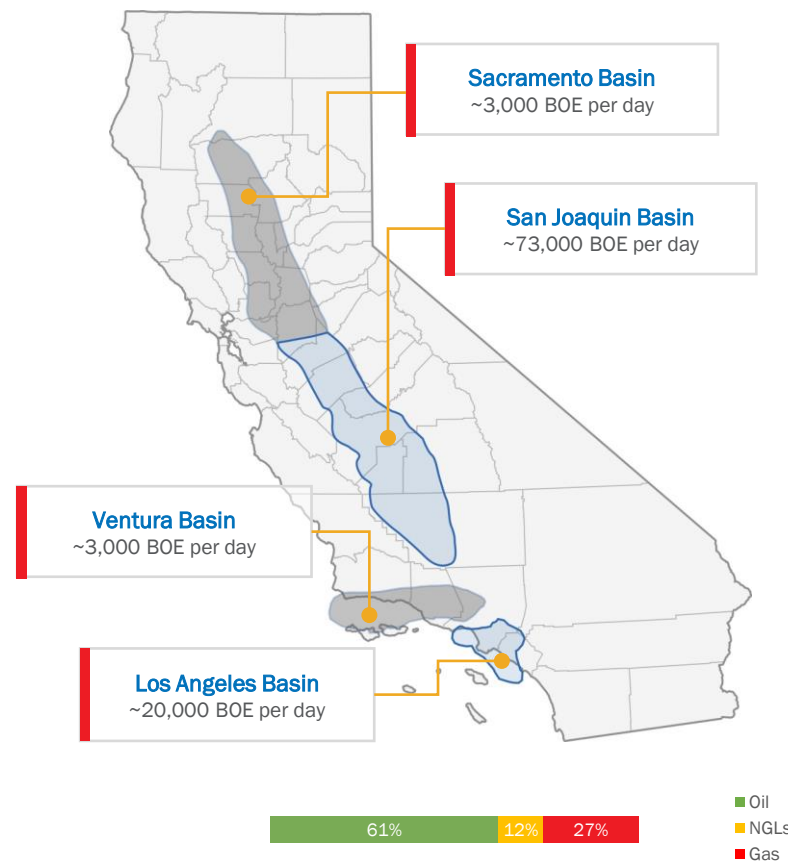 Sacramento Basin
~3,000 BOE per day
San Joaquin Basin
~73,000 BOE per day
Ventura Basin
~3,000 BOE per day
Los Angeles Basin
~20,000 BOE per day
61% 12% 27%
Oil
NGLs
Gas